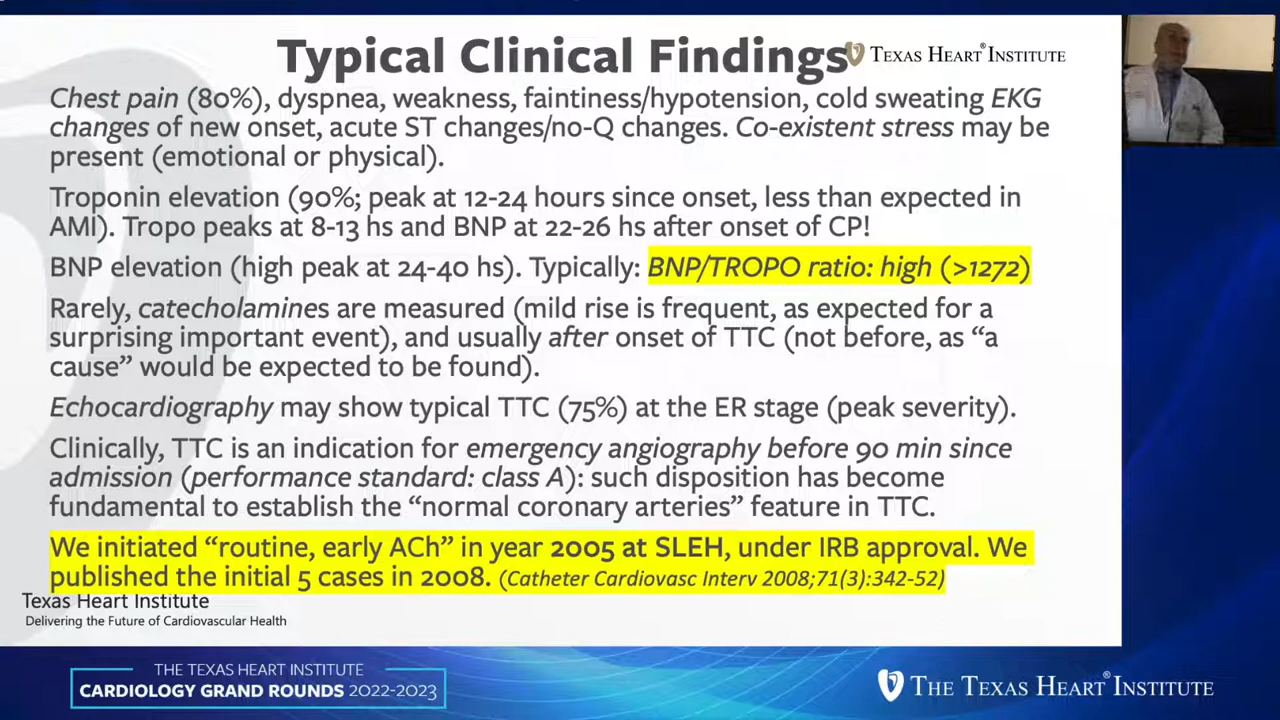 Typical Clinical Findings
TEXAS HEART® INSTITUTE
Chest pain (80%), dyspnea, weakness, faintiness/hypotension, cold sweating EKG
changes of new onset, acute ST changes/no-Q changes. Co-existent stress may be
present (emotional or physical).
Troponin elevation (90%; peak at 12-24 hours since onset, less than expected in
AMI). Tropo peaks at 8-13 hs and BNP at 22-26 hs after onset of CP!
BNP elevation (high peak at 24-40 hs). Typically: BNP/TROPO ratio: high (>1272)
Rarely, catecholamines are measured (mild rise is frequent, as expected for a
surprising important event), and usually after onset of TTC (not before, as “a
cause” would be expected to be found).
Echocardiography may show typical TTC (75%) at the ER stage (peak severity).
Clinically, TTC is an indication for emergency angiography before 90 min since
admission (performance standard: class A): such disposition has become
fundamental to establish the “normal coronary arteries” feature in TTC.
We initiated “routine, early ACh” in year 2005 at SLEH, under IRB approval. We
published the initial 5 cases in 2008. (Catheter Cardiovasc Interv 2008;71(3):342-52)
Texas Heart Institute
Delivering the Future of Cardiovascular Health
THE TEXAS HEART INSTITUTE
CARDIOLOGY GRAND ROUNDS 2022-2023
THE TEXAS HEART® INSTITUTE